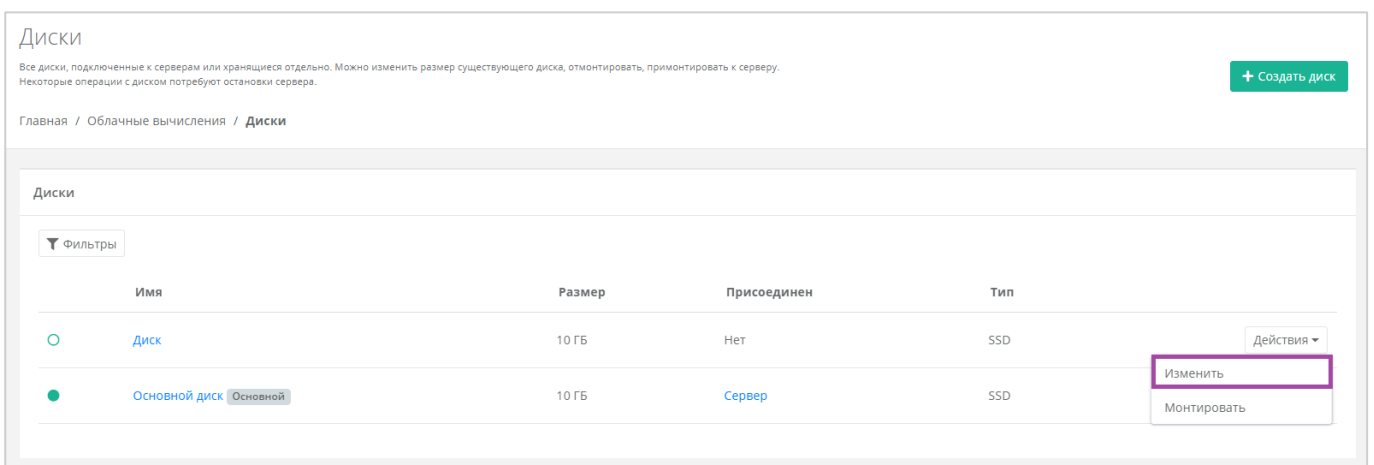 Диски
Все диски, подключенные к серверам или хранящиеся отдельно. Можно изменить размер существующего диска, отмонтировать, примонтировать к серверу.
Некоторые операции с диском потребуют остановки сервера.
+ Создать диск
Главная / Облачные вычисления / Диски
Диски
Фильтры
Имя Размер Присоединен Тип
Диск 10 ГБ Нет SSD Действия
Изменить
Основной диск Основной 10 ГБ Сервер SSD
Монтировать